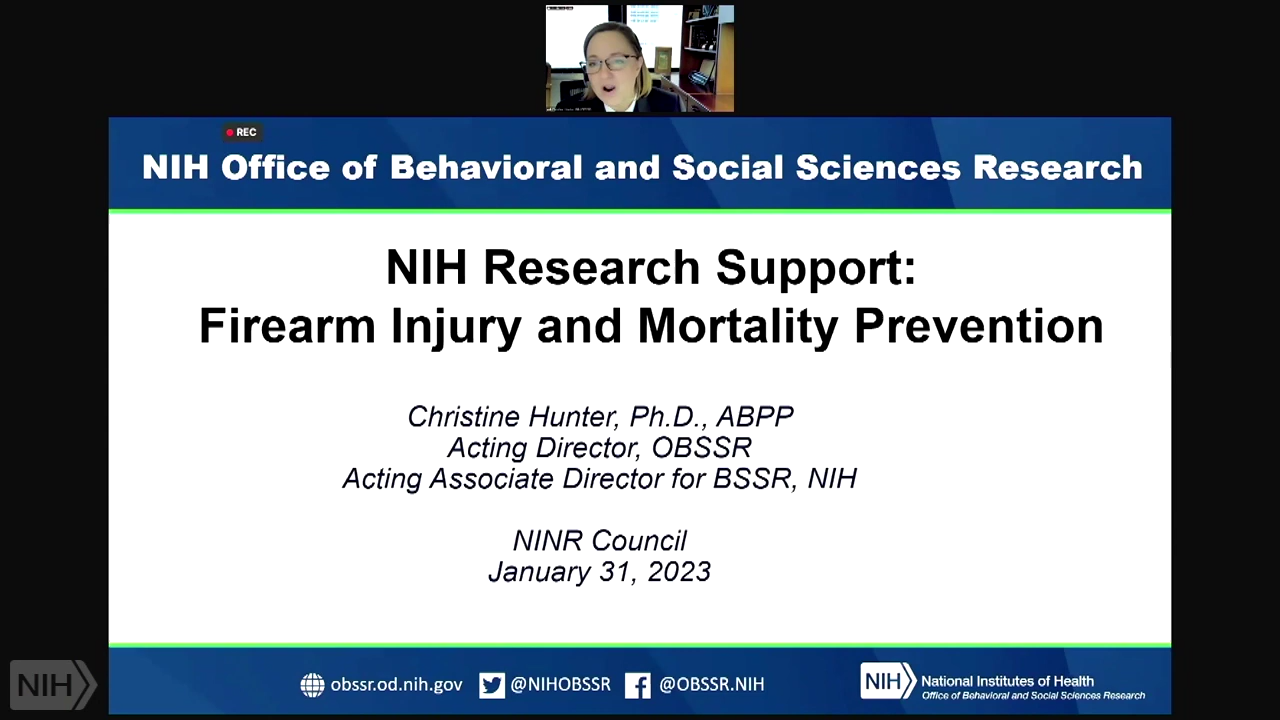 REC
NIH Office of Behavioral and Social Sciences Research
NIH Research Support:
Firearm Injury and Mortality Prevention
Christine Hunter, Ph.D., ABPP
Acting Director, OBSSR
Acting Associate Director for BSSR, NIH
NINR Council
January 31, 2023
obssr.od.nih.gov @NIHOBSSR @OBSSR.NIH
NIH National Institutes of Health
Office of Behavioral and Social Sciences Research
NIH